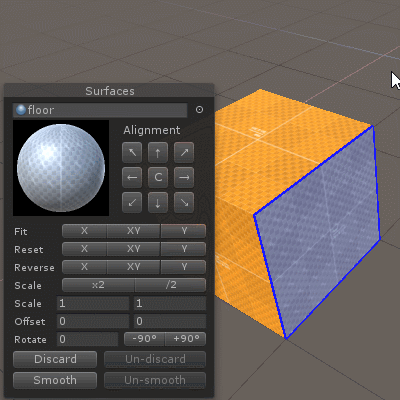 Surfaces
floor
Alignment
C
Fit X XY Y
Reset X XY Y
Reverse X XY Y
Scale x2 /2
Scale 1 1
Offset 0 0
Rotate 0 -90° +90°
Discard Un-discard
Smooth Un-smooth